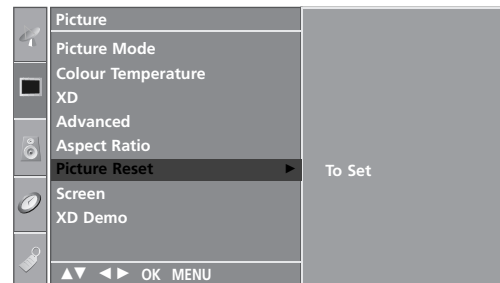 Picture
Picture Mode
Colour Temperature
XD
Advanced
Aspect Ratio
Picture Reset ► To Set
Screen
XD Demo
▲▼ ◄► OK MENU